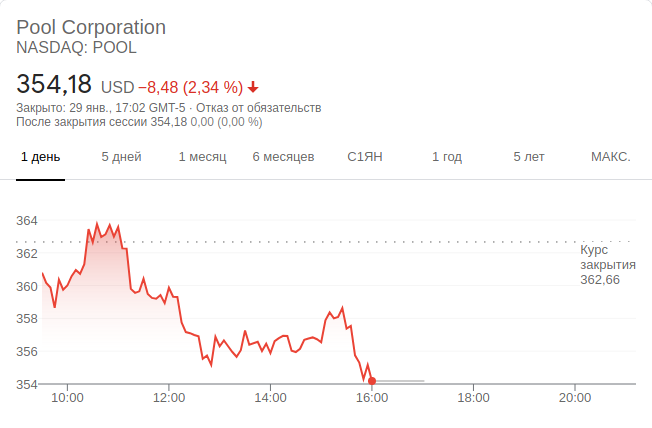 Pool Corporation
NASDAQ: POOL
354,18 USD −8,48 (2,34 %)
Закрыто: 29 янв., 17:02 GMT-5 · Отказ от обязательств
После закрытия сессии 354,18 0,00 (0,00 %)
1 день 5 дней 1 месяц 6 месяцев С1ЯН 1 год 5 лет МАКС.
364
362
360
358
356
354
Курс
закрытия
362,66
10:00 12:00 14:00 16:00 18:00 20:00